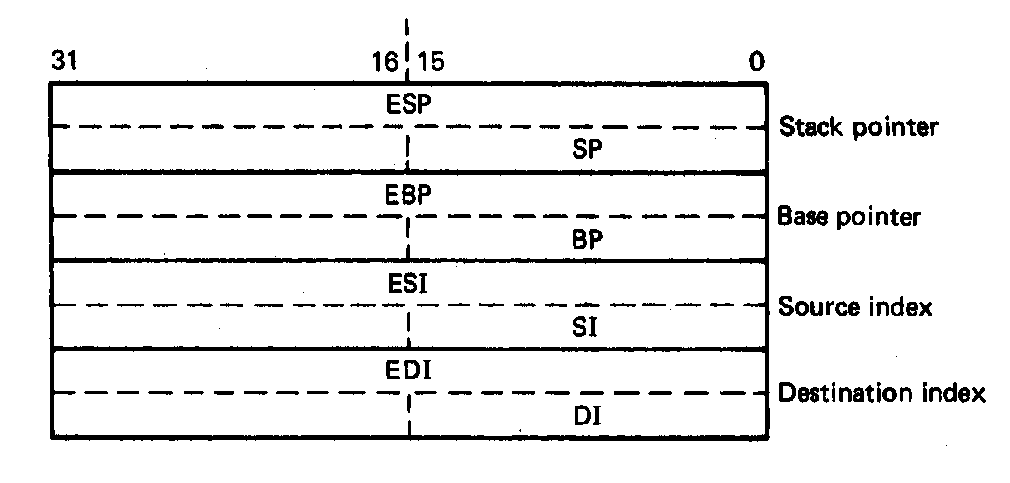 31 16 15 0
ESP
Stack pointer
SP
EBP
Base pointer
BP
ESI
Source index
SI
EDI
Destination index
DI